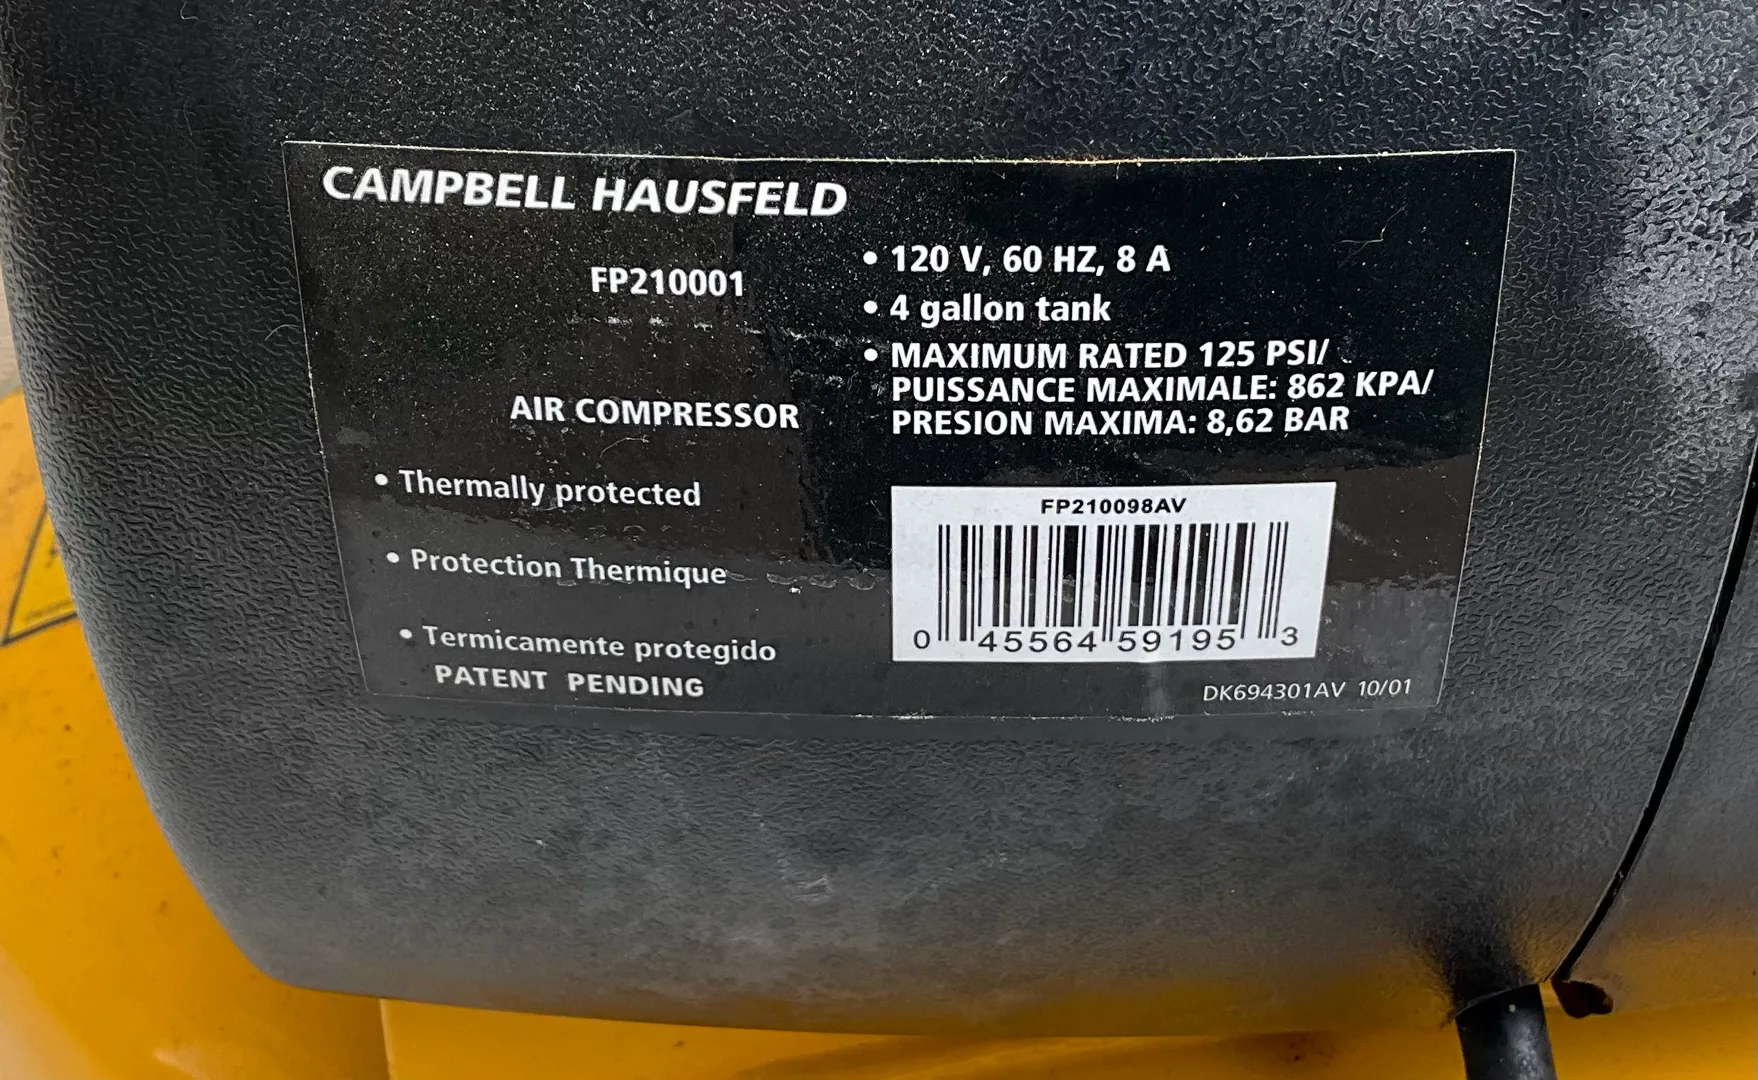 CAMPBELL HAUSFELD
FP210001
AIR COMPRESSOR
• Thermally protected
• Protection Thermique
• Termicamente protegido
PATENT PENDING
• 120 V, 60 HZ, 8 A
• 4 gallon tank
• MAXIMUM RATED 125 PSI/
PUISSANCE MAXIMALE: 862 KPA/
PRESION MAXIMA: 8,62 BAR
FP210098AV
0 45564 59195 3
DK694301AV 10/01